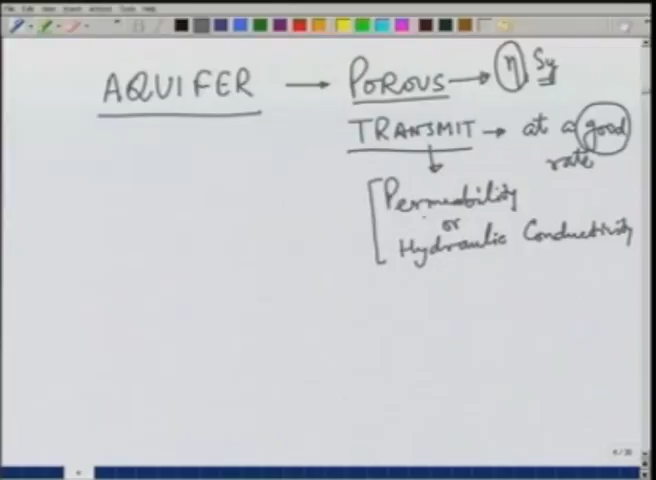 AQUIFER → POROUS → η, Sy
TRANSMIT → at a good
rate
Permeability
or
Hydraulic Conductivity